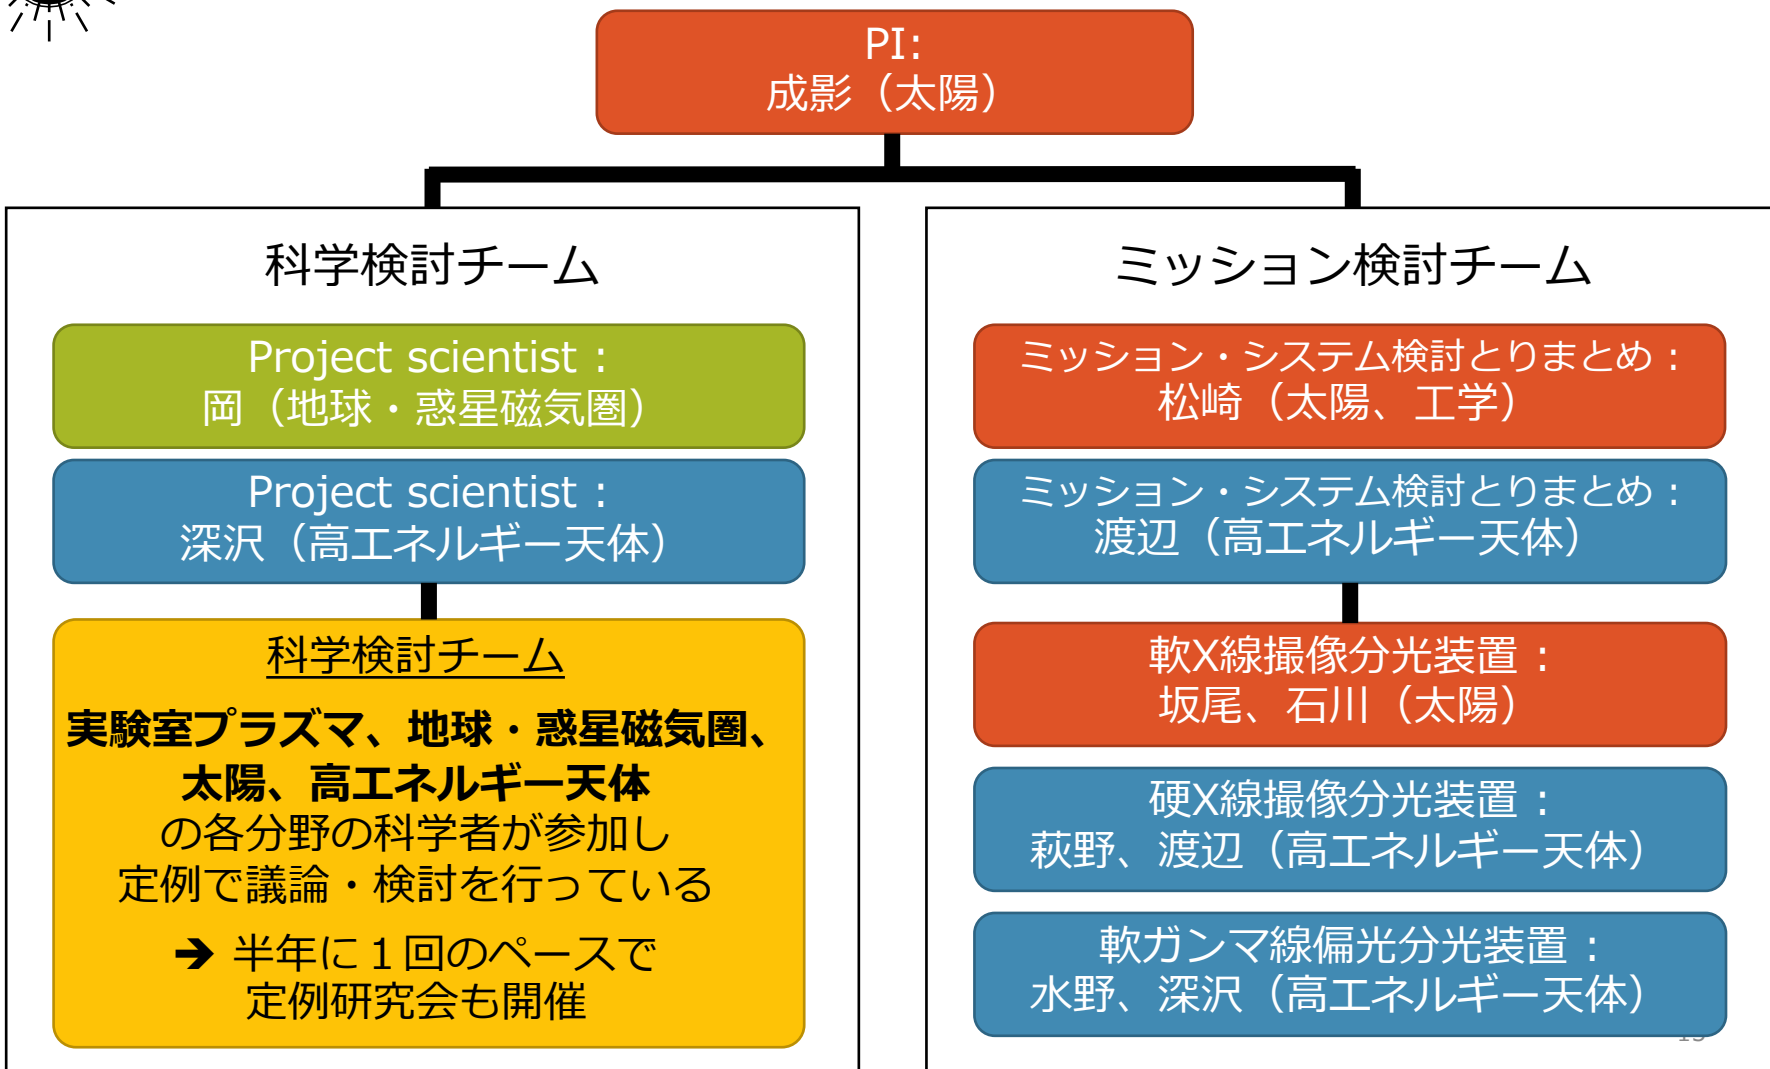 PI:
成影（太陽）
科学検討チーム
Project scientist：
岡（地球・惑星磁気圏）
Project scientist：
深沢（高エネルギー天体）
科学検討チーム
実験室プラズマ、地球・惑星磁気圏、
太陽、高エネルギー天体
の各分野の科学者が参加し
定例で議論・検討を行っている
➔ 半年に１回のペースで
定例研究会も開催
ミッション検討チーム
ミッション・システム検討とりまとめ：
松崎（太陽、工学）
ミッション・システム検討とりまとめ：
渡辺（高エネルギー天体）
軟X線撮像分光装置：
坂尾、石川（太陽）
硬X線撮像分光装置：
萩野、渡辺（高エネルギー天体）
軟ガンマ線偏光分光装置：
水野、深沢（高エネルギー天体）